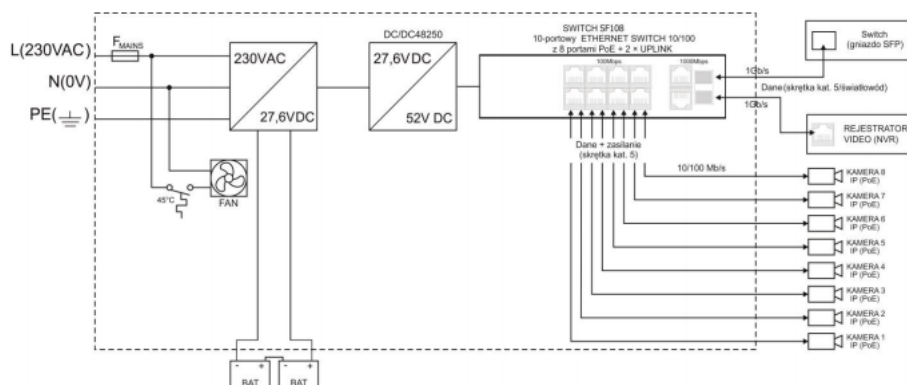 SWITCH SF108
10-portowy ETHERNET SWITCH 10/100
z 8 portami PoE + 2 × UPLINK
100Mbps
1000Mbps
Switch
(gniazdo SFP)
L(230VAC)
F MAINS
N(0V)
PE( )
230VAC
27,6VDC
DC/DC48250
27,6VDC
52V DC
1Gb/s
Dane(skrętka kat. 5/światłowód)
1Gb/s
REJESTRATOR
VIDEO (NVR)
Dane + zasilanie
(skrętka kat. 5)
10/100 Mb/s
45°C
FAN
KAMERA 8
IP (PoE)
KAMERA 7
IP (PoE)
KAMERA 6
IP (PoE)
KAMERA 5
IP (PoE)
KAMERA 4
IP (PoE)
KAMERA 3
IP (PoE)
KAMERA 2
IP (PoE)
KAMERA 1
IP (PoE)
- +
- +
BAT
BAT